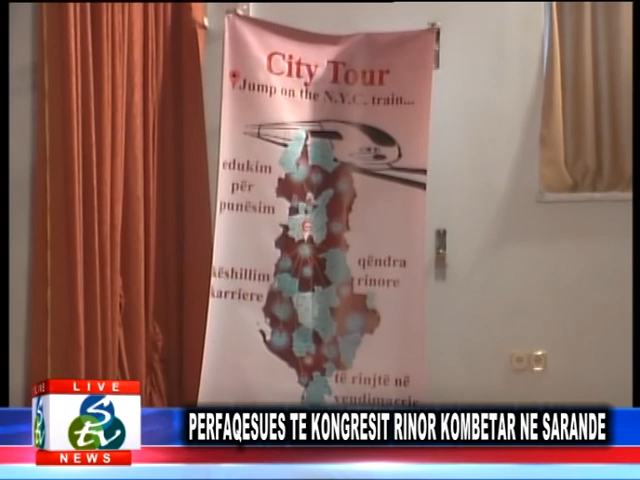 City Tour
Jump on the N.Y.C. train...
edukim
për
punësim
qëndra
rinore
këshillim
karriere
të rinjtë në
LIVE
STV
NEWS
PERFAQESUES TE KONGRESIT RINOR KOMBETAR NE SARANDE